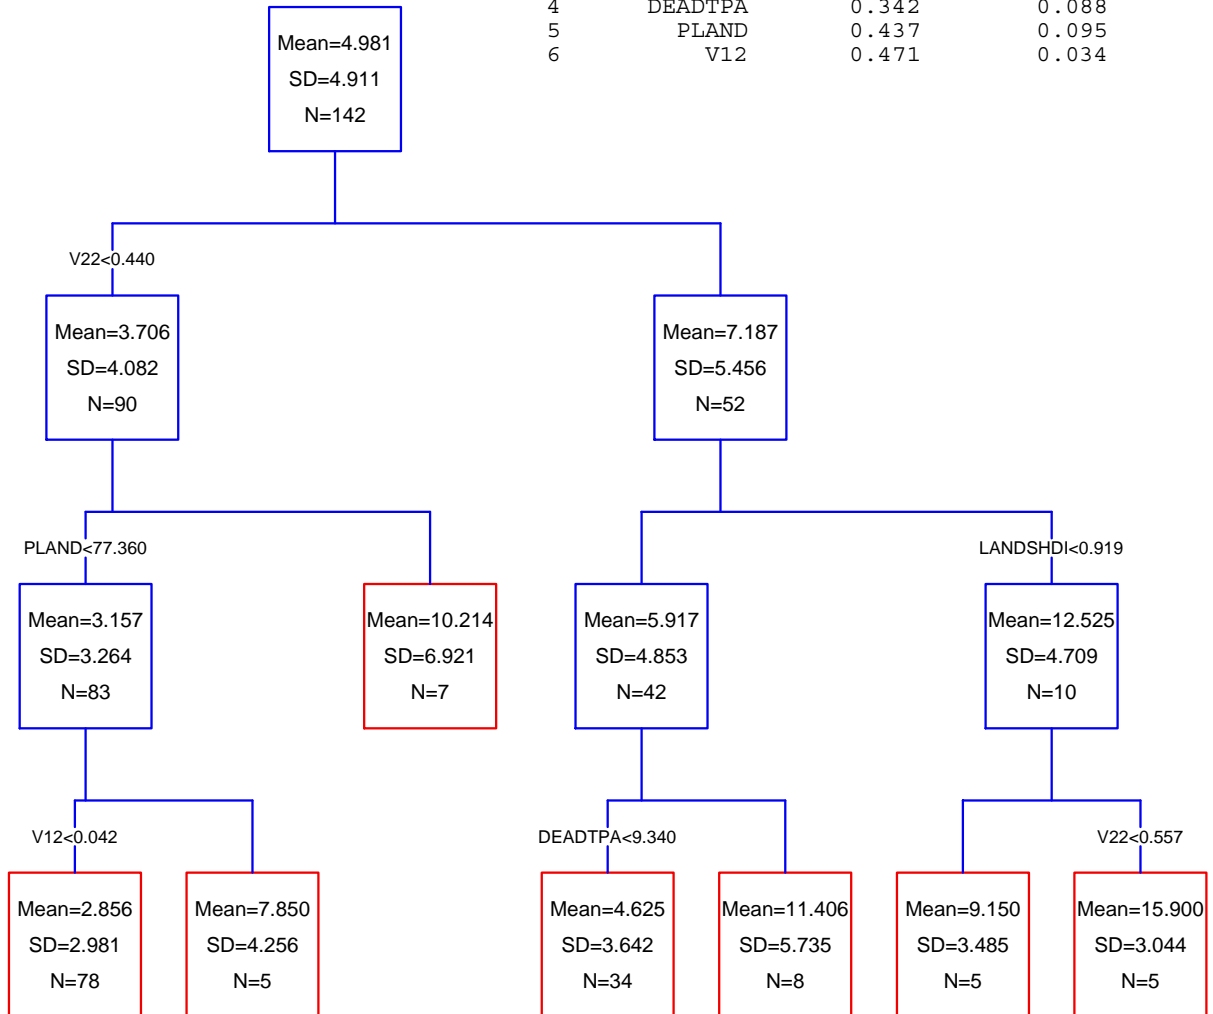 4 DEADTPA 0.342 0.088
5 PLAND 0.437 0.095
6 V12 0.471 0.034
Mean=4.981
SD=4.911
N=142
V22<0.440
Mean=3.706
SD=4.082
N=90
Mean=7.187
SD=5.456
N=52
PLAND<77.360
LANDSHDI<0.919
Mean=3.157
SD=3.264
N=83
Mean=10.214
SD=6.921
N=7
Mean=5.917
SD=4.853
N=42
Mean=12.525
SD=4.709
N=10
V12<0.042
DEADTPA<9.340
V22<0.557
Mean=2.856
SD=2.981
N=78
Mean=7.850
SD=4.256
N=5
Mean=4.625
SD=3.642
N=34
Mean=11.406
SD=5.735
N=8
Mean=9.150
SD=3.485
N=5
Mean=15.900
SD=3.044
N=5